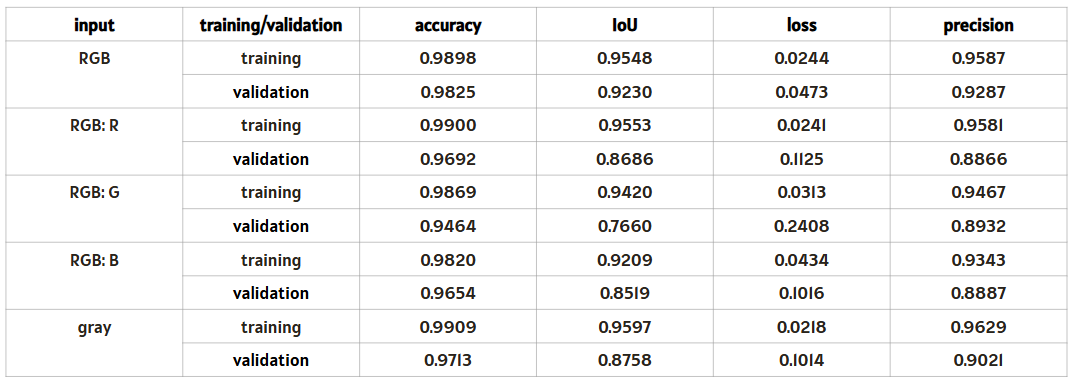 input training/validation accuracy IoU loss precision
RGB training 0.9898 0.9548 0.0244 0.9587
validation 0.9825 0.9230 0.0473 0.9287
RGB: R training 0.9900 0.9553 0.0241 0.9581
validation 0.9692 0.8686 0.1125 0.8866
RGB: G training 0.9869 0.9420 0.0313 0.9467
validation 0.9464 0.7660 0.2408 0.8932
RGB: B training 0.9820 0.9209 0.0434 0.9343
validation 0.9654 0.8519 0.1016 0.8887
gray training 0.9909 0.9597 0.0218 0.9629
validation 0.9713 0.8758 0.1014 0.9021